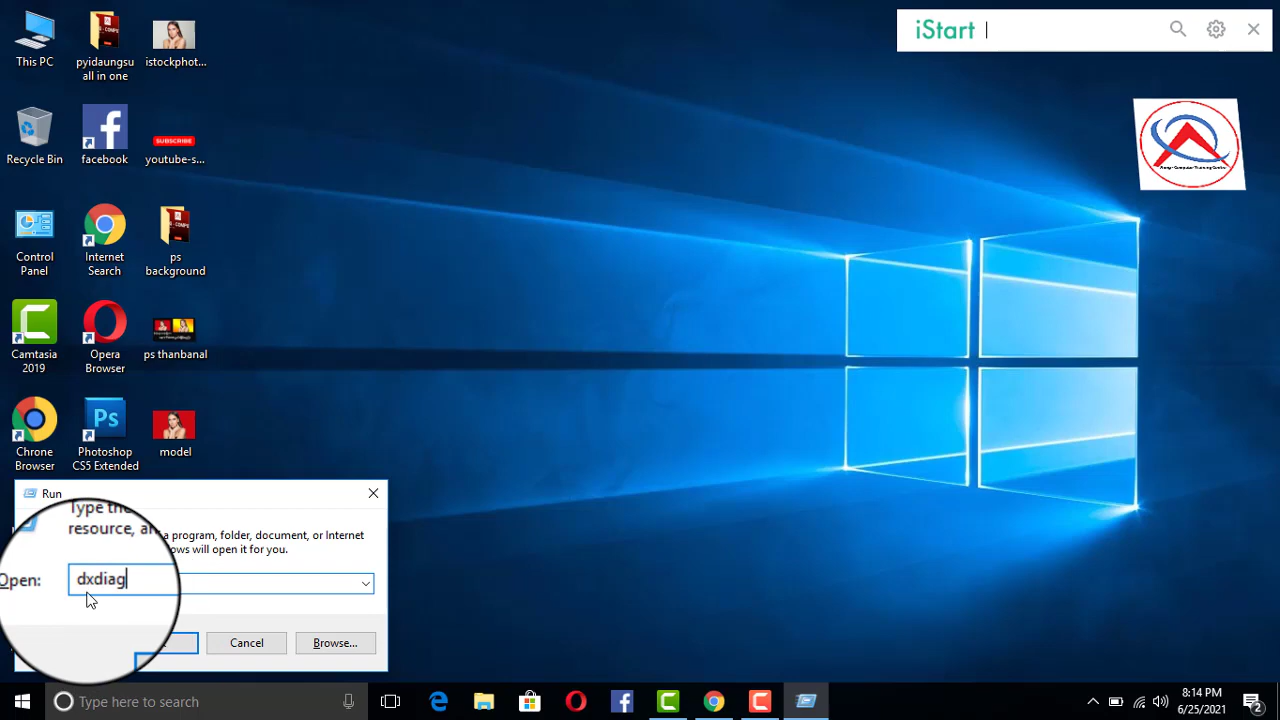 This PC
pyidaungsu
all in one
istockphot...
Recycle Bin
facebook
SUBSCRIBE
youtube-s...
Control
Panel
Internet
Search
ps
background
Camtasia
2019
Opera
Browser
ps thanbanal
Chrome
Browser
Ps
Photoshop
CS5 Extended
model
iStart
Run
Type the
resource, an
a program, folder, document, or Internet
ows will open it for you.
Open:
dxdiag
Cancel
Browse...
Type here to search
8:14 PM
6/25/2021
2